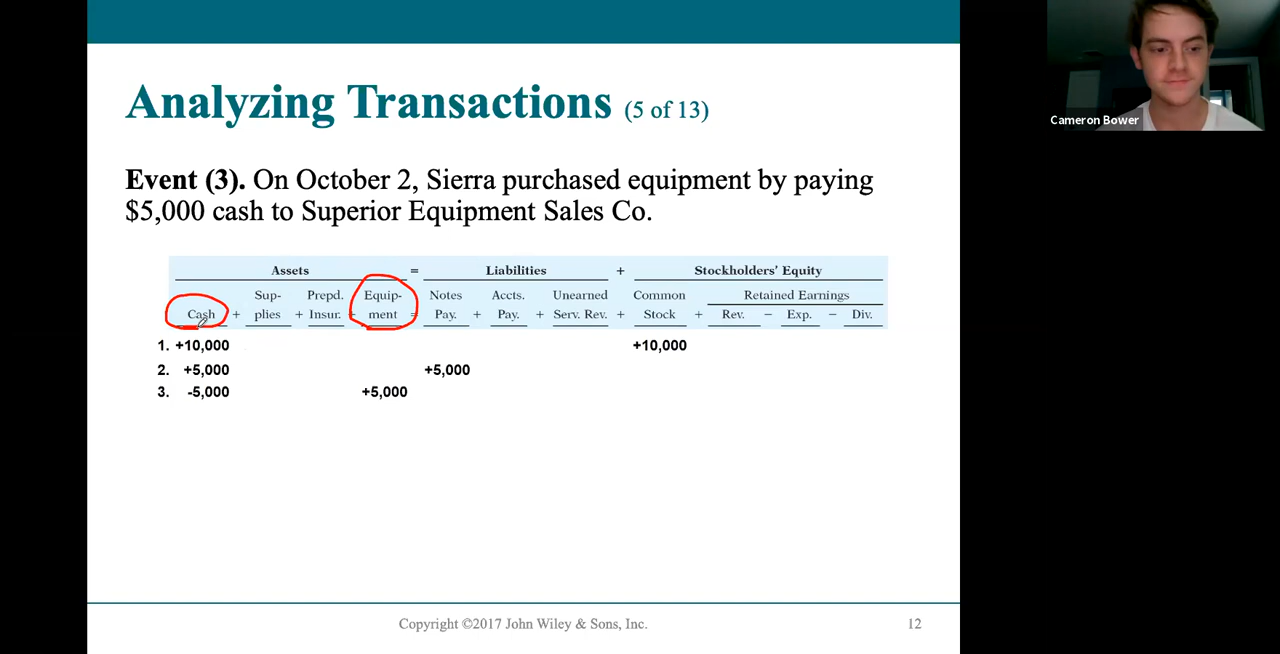 Analyzing Transactions (5 of 13)
Cameron Bower
Event (3). On October 2, Sierra purchased equipment by paying
$5,000 cash to Superior Equipment Sales Co.
Assets = Liabilities + Stockholders' Equity
Sup- Prepd. Equip- Notes Accts. Unearned Common Retained Earnings
Cash + plies + Insur. + ment = Pay. + Pay. + Serv. Rev. + Stock + Rev. − Exp. − Div.
1. +10,000 +10,000
2. +5,000 +5,000
3. -5,000 +5,000
Copyright ©2017 John Wiley & Sons, Inc. 12